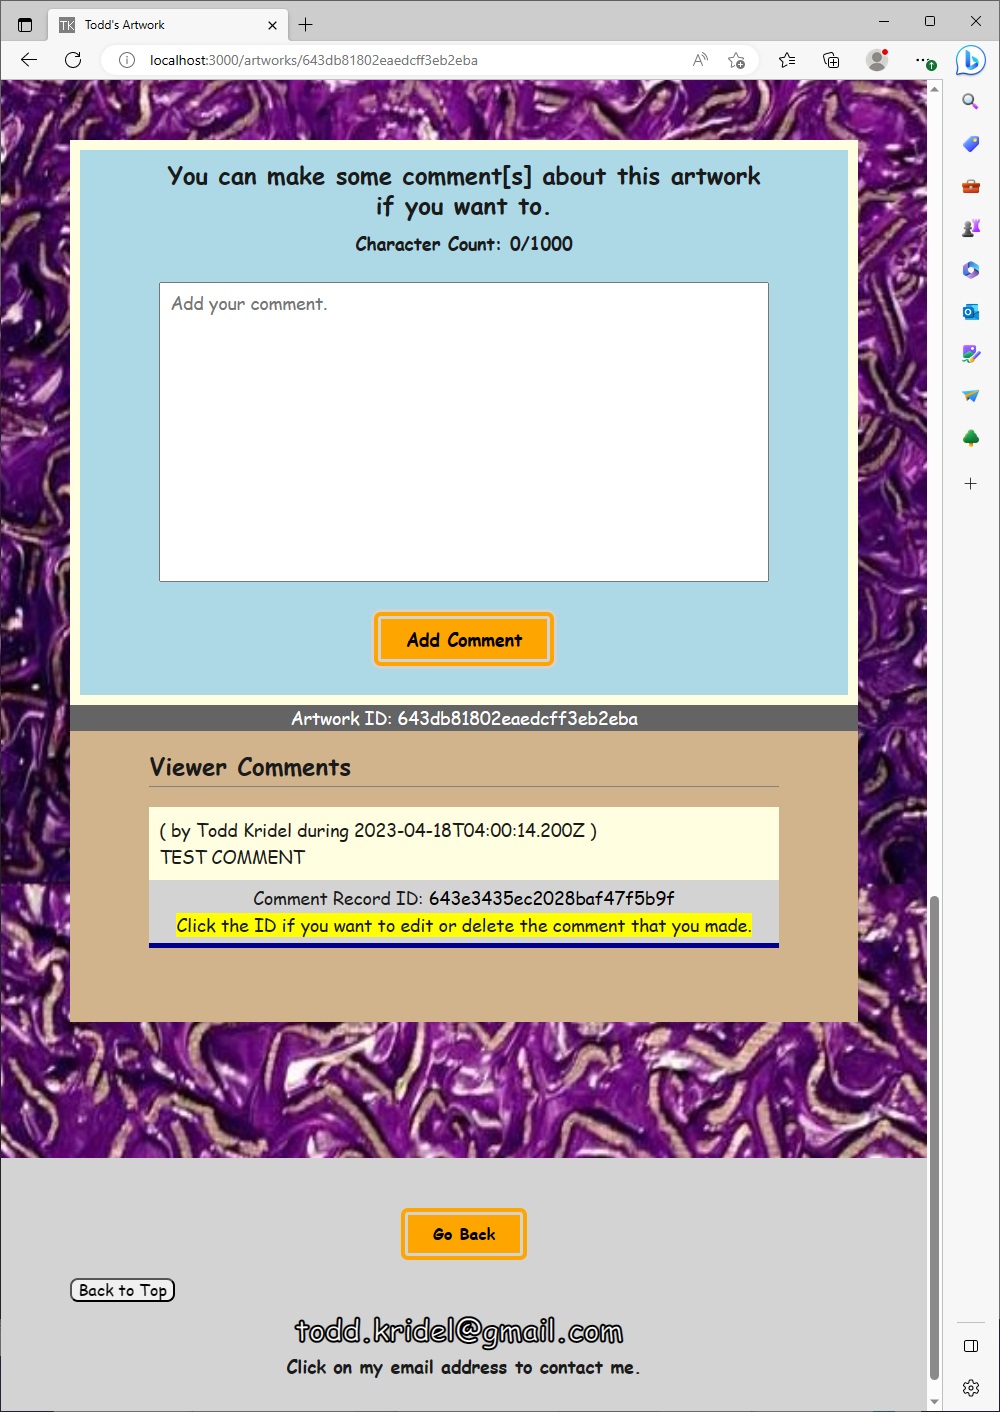 TK Todd's Artwork
localhost:3000/artworks/643db81802eaedcff3eb2eba
You can make some comment[s] about this artwork
if you want to.
Character Count: 0/1000
Add your comment.
Add Comment
Artwork ID: 643db81802eaedcff3eb2eba
Viewer Comments
( by Todd Kridel during 2023-04-18T04:00:14.200Z )
TEST COMMENT
Comment Record ID: 643e3435ec2028baf47f5b9f
Click the ID if you want to edit or delete the comment that you made.
Go Back
Back to Top
todd.kridel@gmail.com
Click on my email address to contact me.